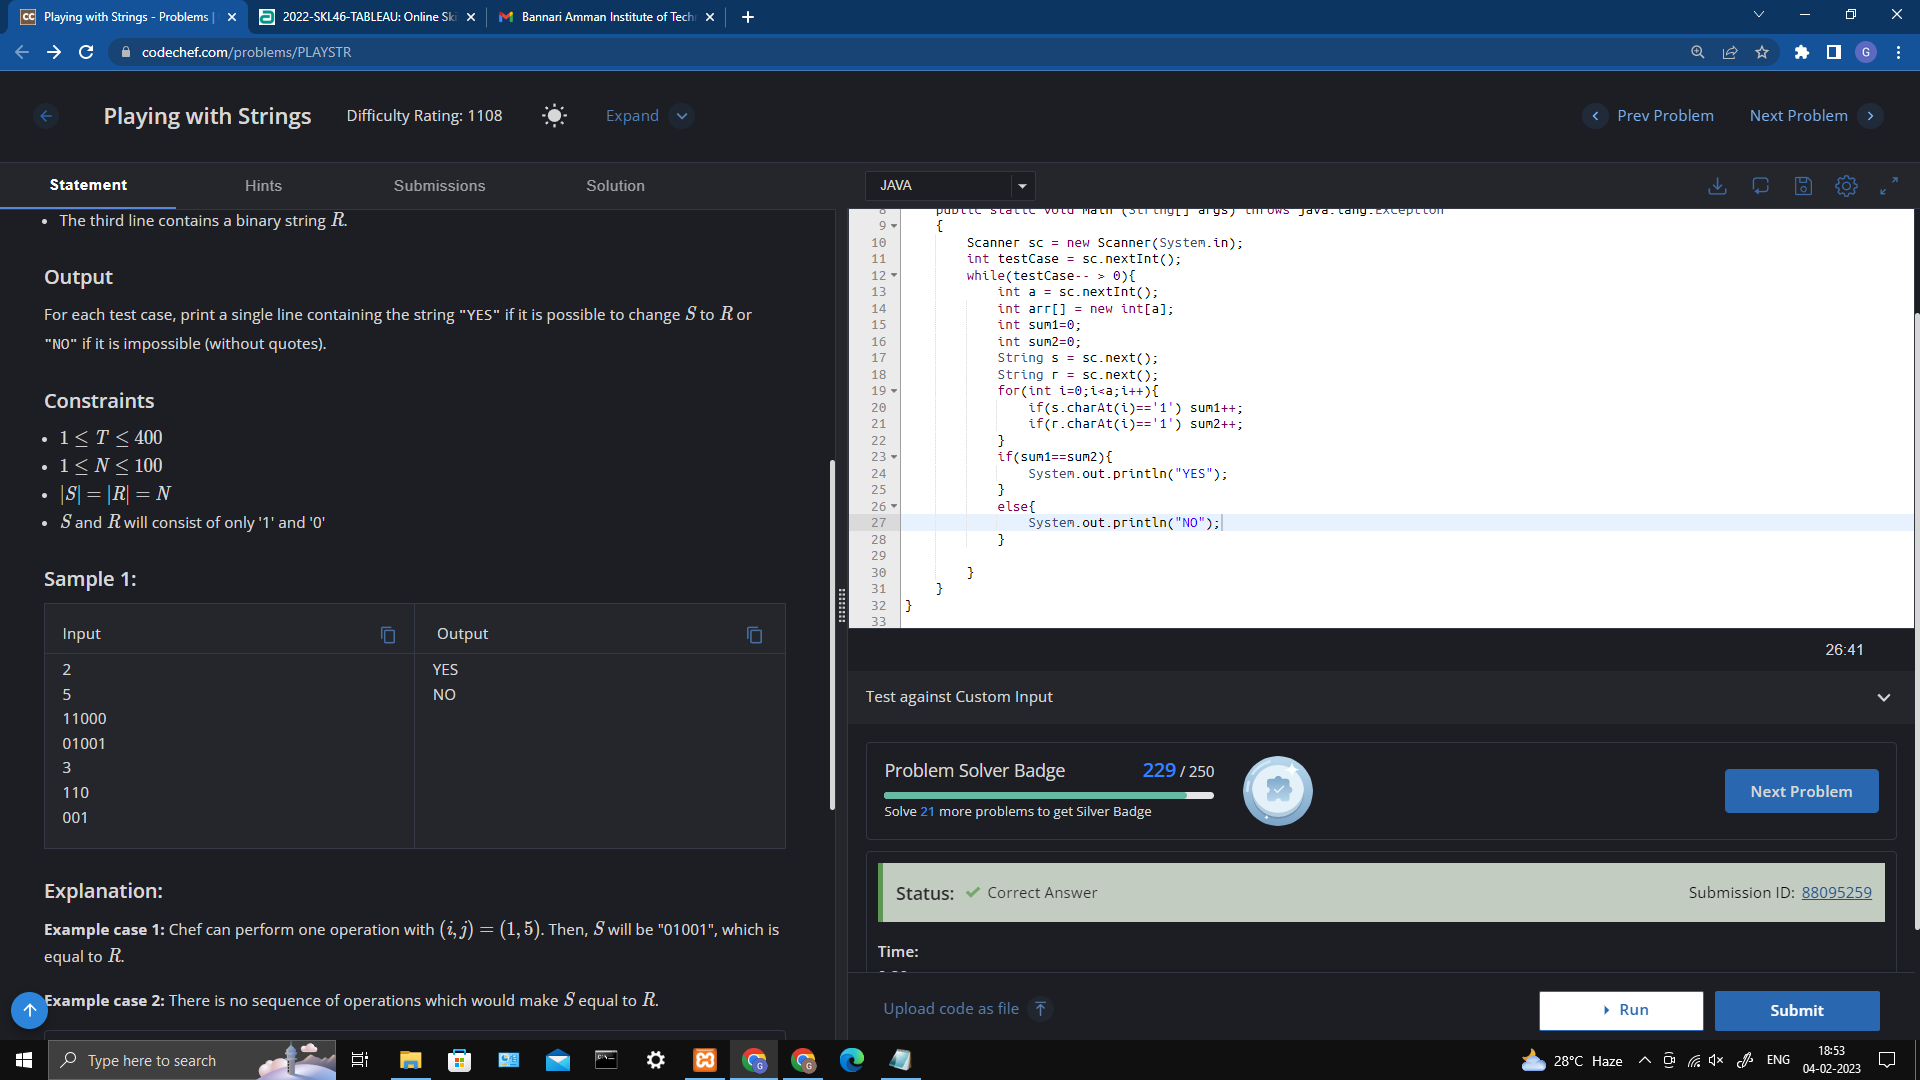 Playing with Strings - Problems |
2022-SKL46-TABLEAU: Online Ski
Bannari Amman Institute of Tech
codechef.com/problems/PLAYSTR
G
Playing with Strings
Difficulty Rating: 1108
Expand
Prev Problem
Next Problem
Statement
Hints
Submissions
Solution
JAVA
• The third line contains a binary string R.
Output
For each test case, print a single line containing the string "YES" if it is possible to change S to R or
"NO" if it is impossible (without quotes).
Constraints
• 1 ≤ T ≤ 400
• 1 ≤ N ≤ 100
• |S| = |R| = N
• S and R will consist of only '1' and '0'
Sample 1:
Input
Output
2
5
11000
01001
3
110
001
YES
NO
Explanation:
Example case 1: Chef can perform one operation with (i, j) = (1, 5). Then, S will be "01001", which is
equal to R.
Example case 2: There is no sequence of operations which would make S equal to R.
8 public static void main (String[] args) throws java.lang.Exception
9 {
10 Scanner sc = new Scanner(System.in);
11 int testCase = sc.nextInt();
12 while(testCase-- > 0){
13 int a = sc.nextInt();
14 int arr[] = new int[a];
15 int sum1=0;
16 int sum2=0;
17 String s = sc.next();
18 String r = sc.next();
19 for(int i=0;i<a;i++){
20 if(s.charAt(i)=='1') sum1++;
21 if(r.charAt(i)=='1') sum2++;
22 }
23 if(sum1==sum2){
24 System.out.println("YES");
25 }
26 else{
27 System.out.println("NO");
28 }
29
30 }
31 }
32 }
33
26:41
Test against Custom Input
Problem Solver Badge
229 / 250
Solve 21 more problems to get Silver Badge
Next Problem
Status: Correct Answer
Submission ID: 88095259
Time:
Upload code as file
Run
Submit
Type here to search
28°C Haze
ENG
18:53
04-02-2023